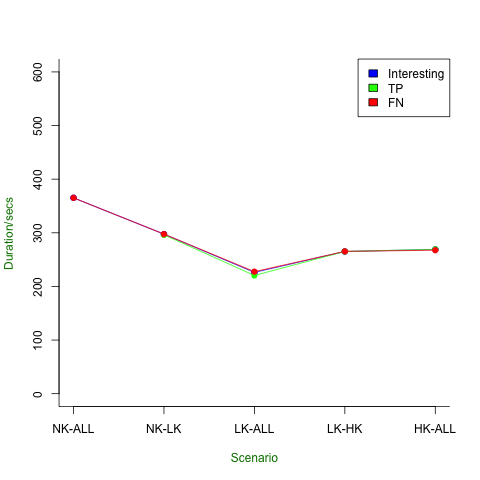 Interesting
TP
FN
600
500
400
300
200
100
0
Duration/secs
NK-ALL NK-LK LK-ALL LK-HK HK-ALL
Scenario